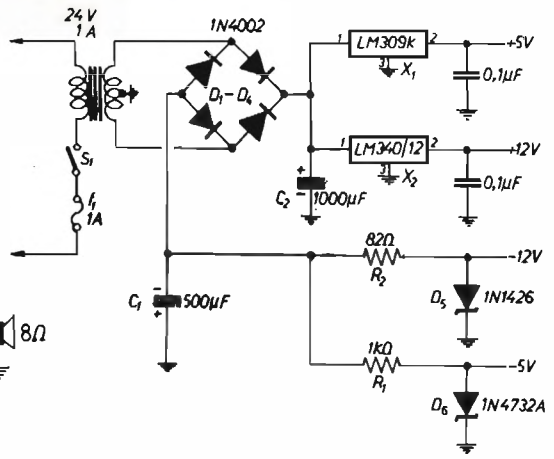 24V
1A
1N4002
D1-D4
S1
f1
1A
1
LM309k
2
3
X1
+5V
0,1µF
1
LM340/12
2
3
X2
+12V
0,1µF
+
-
C2
1000µF
82Ω
R2
-12V
D5
1N1426
C1
-
+
500µF
8Ω
1KΩ
R1
-5V
D6
1N4732A